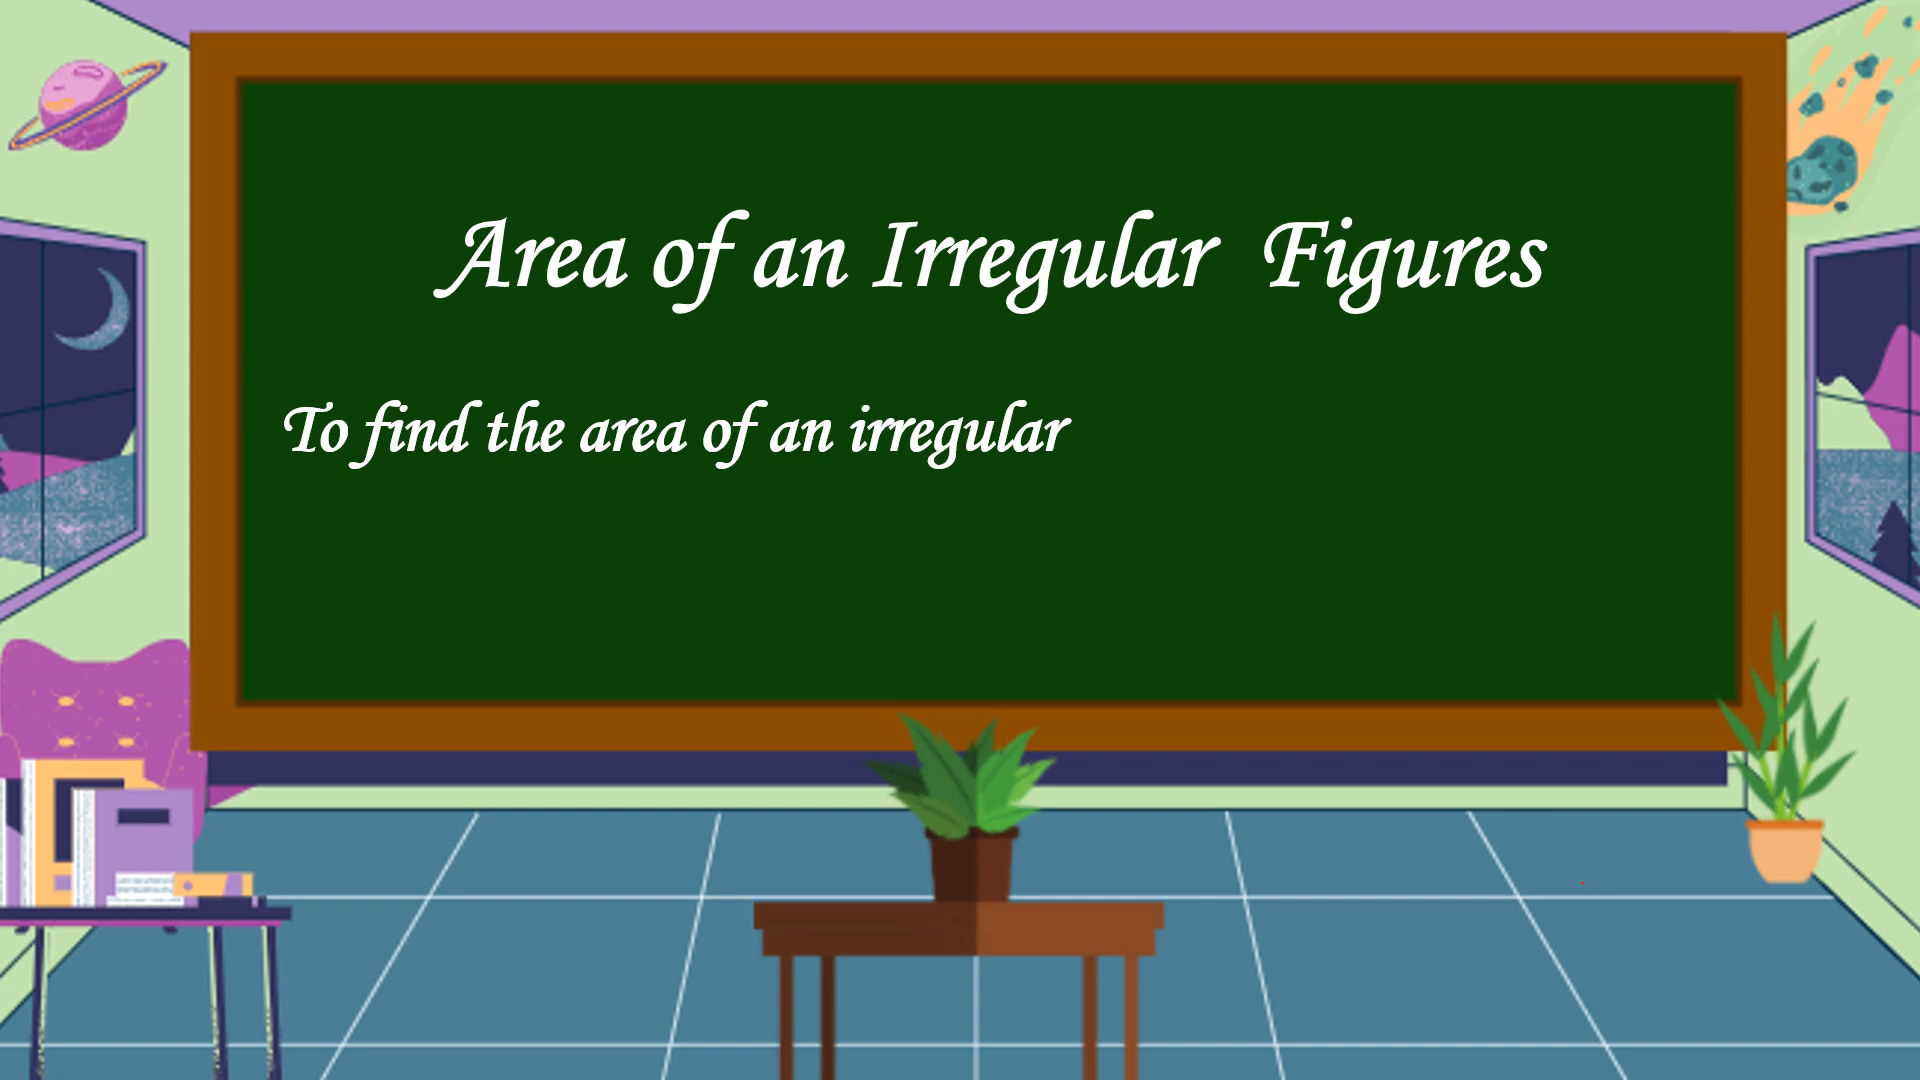 Area of an Irregular Figures
To find the area of an irregular